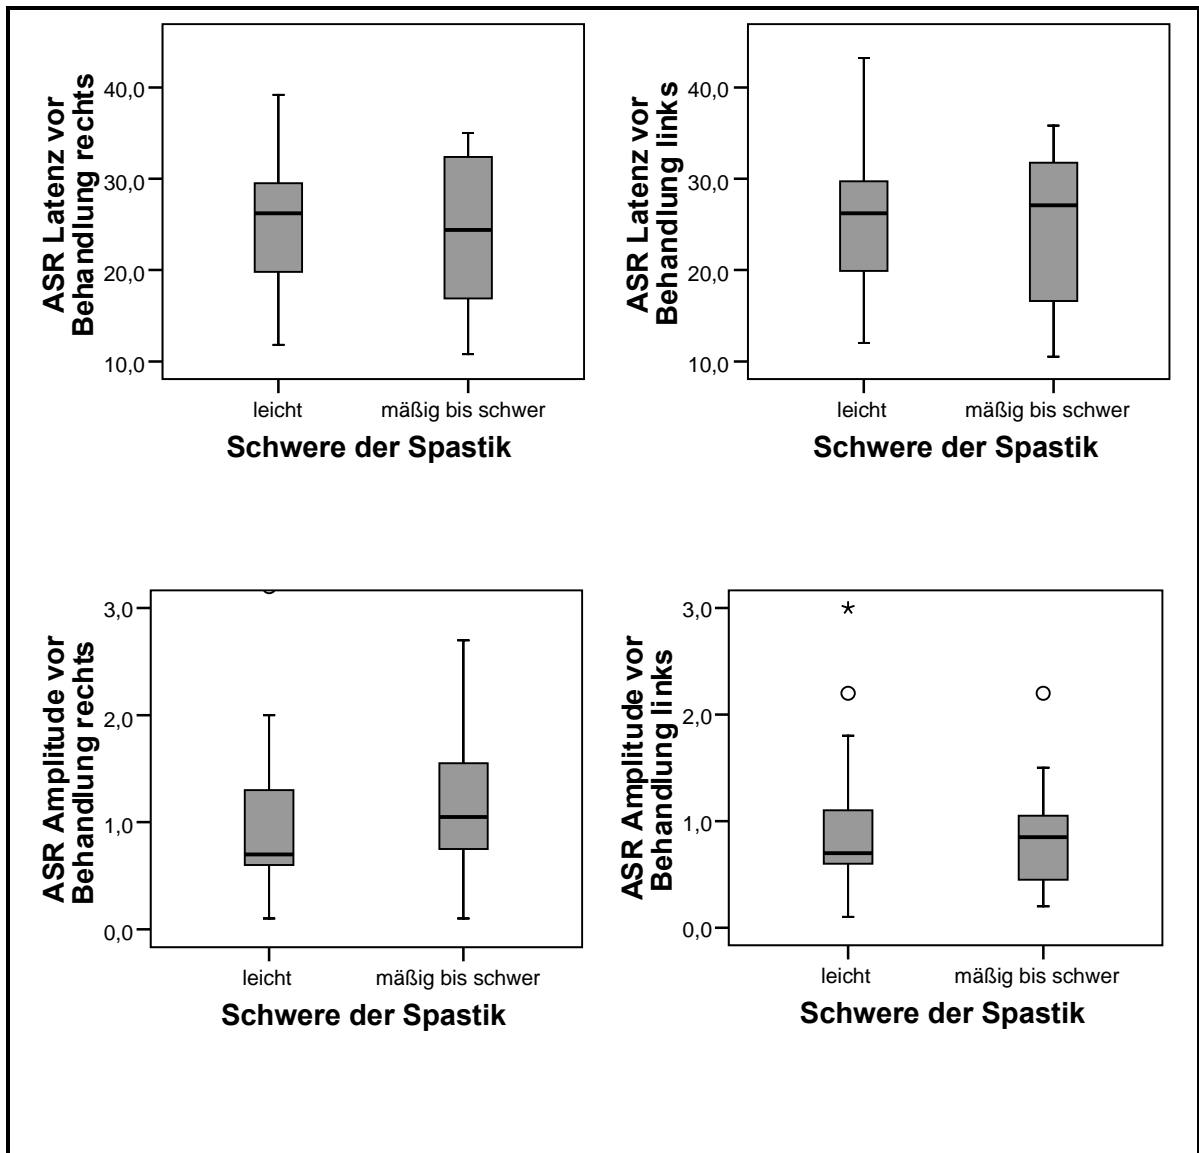 ASR Latenz vor
Behandlung rechts
40,0
30,0
20,0
10,0
leicht
mäßig bis schwer
Schwere der Spastik
ASR Latenz vor
Behandlung links
40,0
30,0
20,0
10,0
leicht
mäßig bis schwer
Schwere der Spastik
ASR Amplitude vor
Behandlung rechts
3,0
2,0
1,0
0,0
leicht
mäßig bis schwer
Schwere der Spastik
ASR Amplitude vor
Behandlung links
3,0
2,0
1,0
0,0
leicht
mäßig bis schwer
Schwere der Spastik